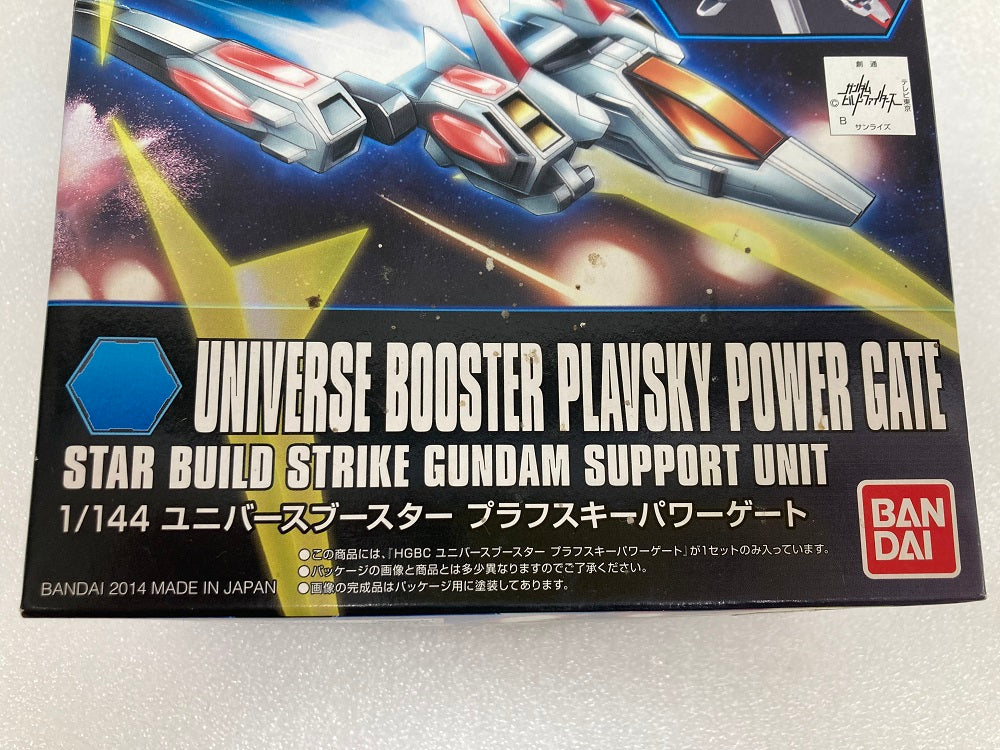 創通
ガンダム
ビルドファイターズ
テレビ東京
©
B
サンライズ
UNIVERSE BOOSTER PLAVSKY POWER GATE
STAR BUILD STRIKE GUNDAM SUPPORT UNIT
1/144 ユニバースブースター プラフスキーパワーゲート
BAN
DAI
●この商品には、『HGBC ユニバースブースター プラフスキーパワーゲート』が1セットのみ入っています。
●パッケージの画像と商品とは多少異なりますのでご了承ください。
●画像の完成品はパッケージ用に塗装してあります。
BANDAI 2014 MADE IN JAPAN